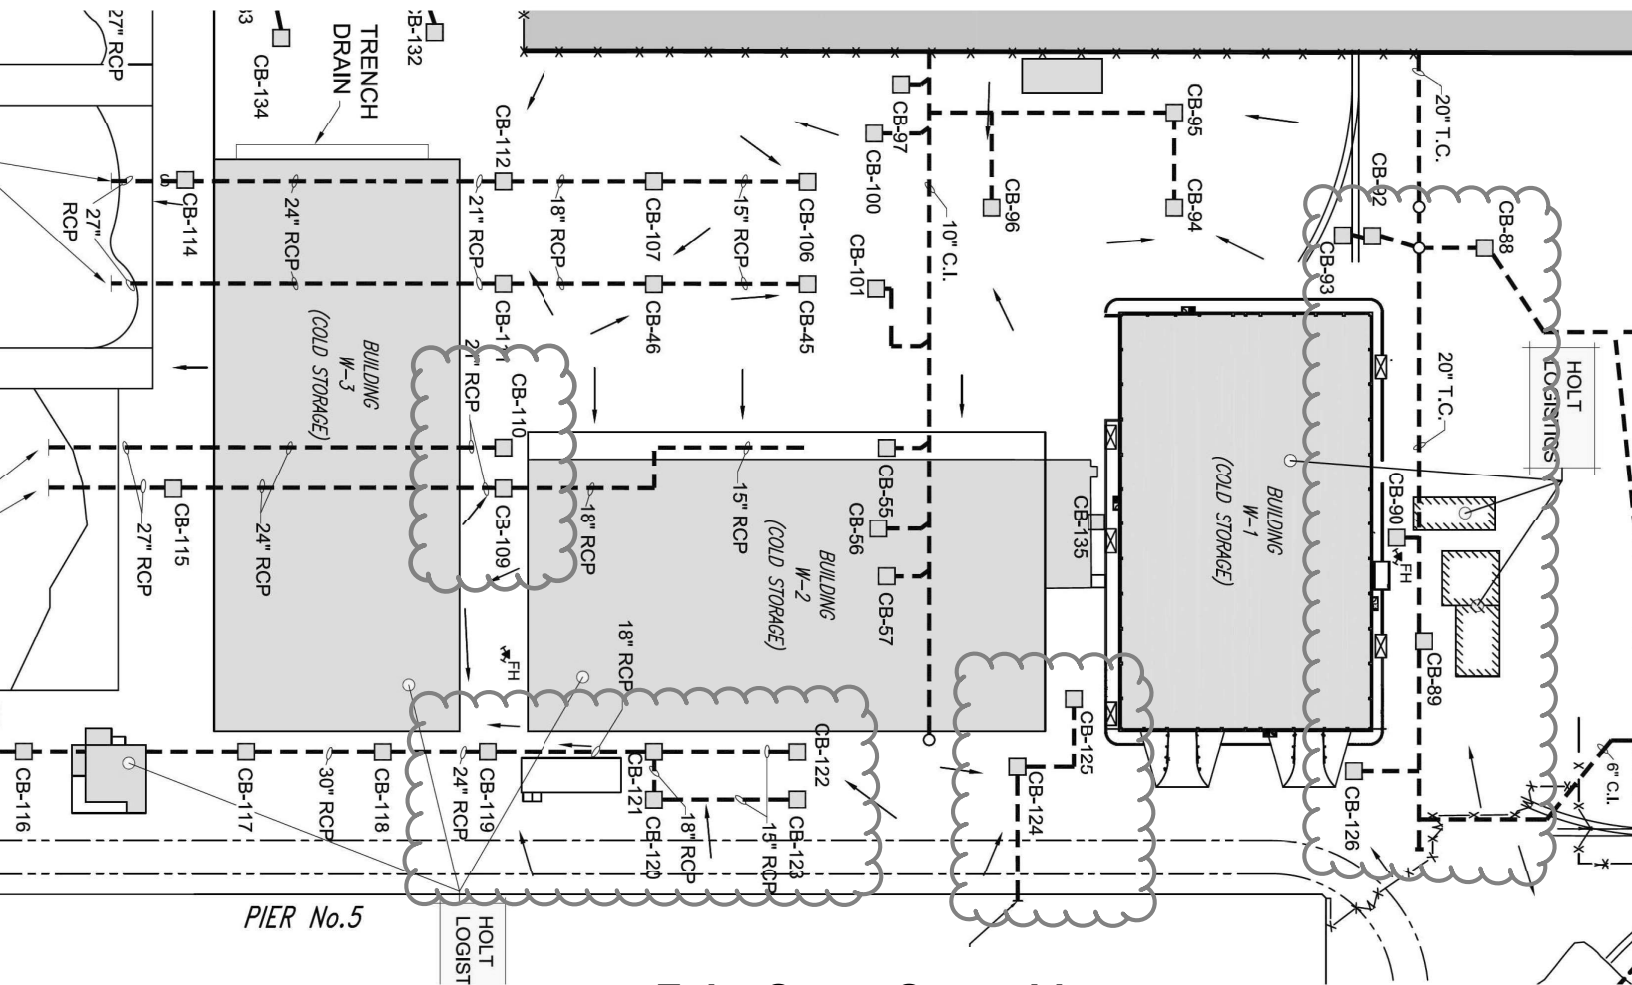 27" RCP
CB-134
TRENCH
DRAIN
CB-132
CB-112
CB-97
CB-100
CB-95
20" T.C.
CB-92
CB-114
27"
RCP
24" RCP
21" RCP
18" RCP
CB-107
15" RCP
CB-106
CB-101
10" C.I.
CB-96
CB-94
CB-93
CB-88
CB-111
CB-46
CB-45
BUILDING
W-3
(COLD STORAGE)
21" RCP
CB-110
20" T.C.
HOLT
LOGISTICS
27" RCP
CB-115
24" RCP
CB-109
18" RCP
15" RCP
BUILDING
W-2
(COLD STORAGE)
CB-55
CB-56
CB-57
CB-135
BUILDING
W-1
(COLD STORAGE)
CB-90
FH
CB-89
FH
18" RCP
CB-116
CB-117
30" RCP
CB-118
24" RCP
CB-119
CB-121
CB-120
18" RCP
CB-122
15" RCP
CB-123
CB-125
CB-124
CB-126
6" C.I.
PIER No.5
HOLT
LOGIST